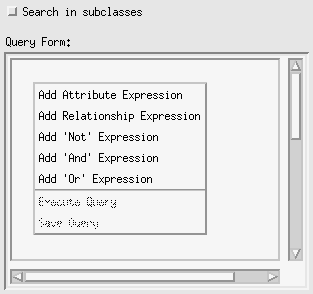 Search in subclasses
Query Form:
Add Attribute Expression
Add Relationship Expression
Add 'Not' Expression
Add 'And' Expression
Add 'Or' Expression
Execute Query
Save Query